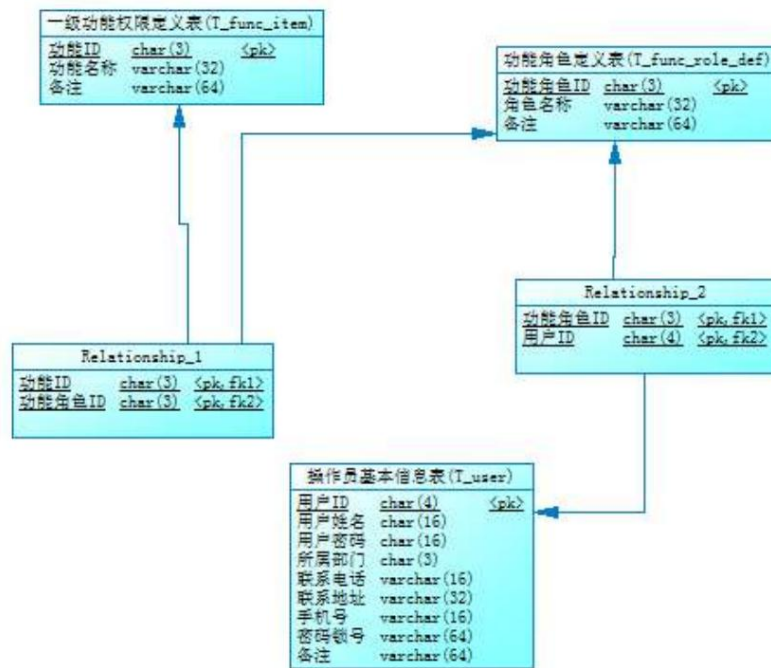 一级功能权限定义表(T_func_item)
功能ID char(3) <pk>
功能名称 varchar(32)
备注 varchar(64)
功能角色定义表(T_func_role_def)
功能角色ID char(3) <pk>
角色名称 varchar(32)
备注 varchar(64)
Relationship_2
功能角色ID char(3) <pk,fk1>
用户ID char(4) <pk,fk2>
Relationship_1
功能ID char(3) <pk,fk1>
功能角色ID char(3) <pk,fk2>
操作员基本信息表(T_user)
用户ID char(4) <pk>
用户姓名 char(16)
用户密码 char(16)
所属部门 char(3)
联系电话 varchar(16)
联系地址 varchar(32)
手机号 varchar(16)
密码锁号 varchar(64)
备注 varchar(64)